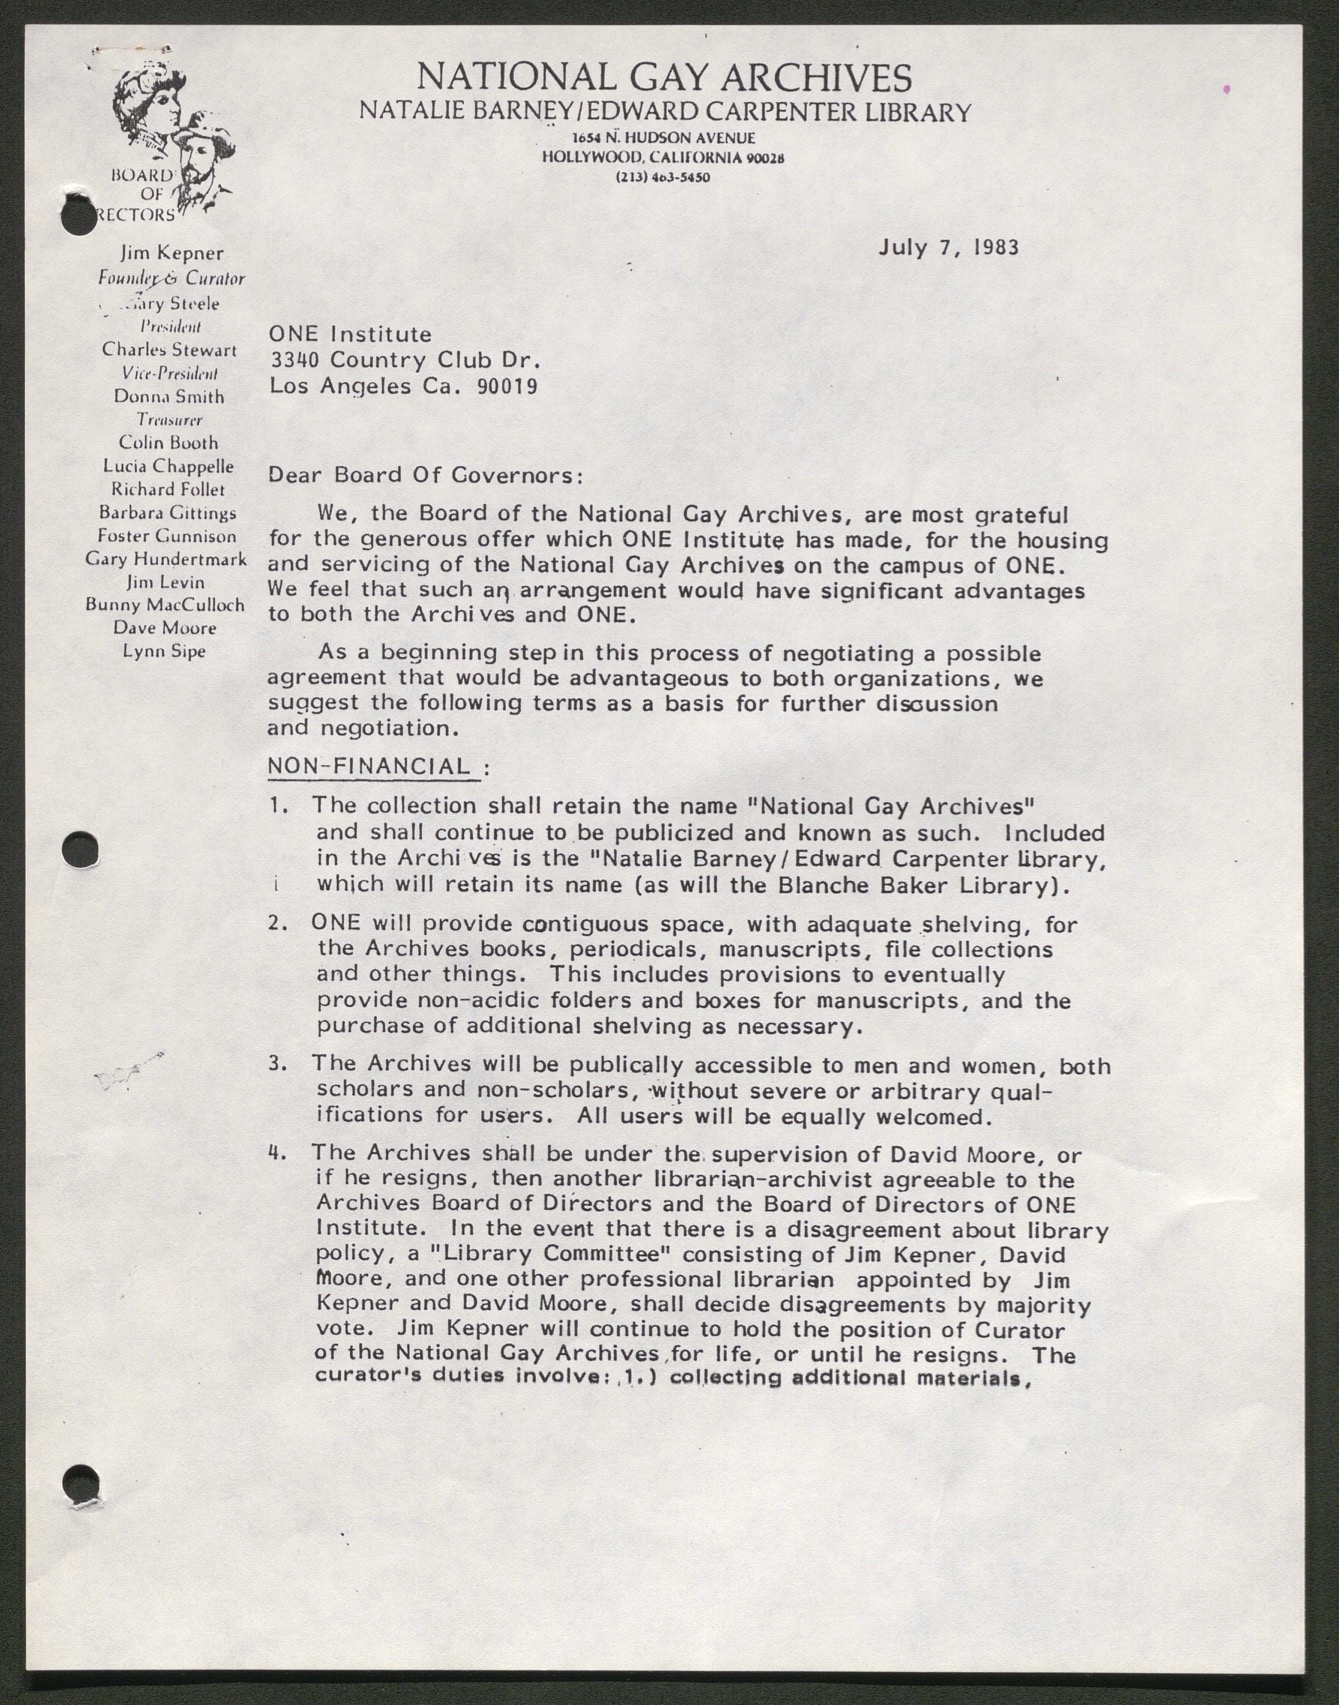 NATIONAL GAY ARCHIVES
NATALIE BARNEY/EDWARD CARPENTER LIBRARY
1654 N. HUDSON AVENUE
HOLLYWOOD, CALIFORNIA 90028
(213) 463-5450
BOARD
OF
RECTORS
Jim Kepner
Founder & Curator
Steele
President
Charles Stewart
Vice-President
Donna Smith
Treasurer
Colin Booth
Lucia Chappelle
Richard Follet
Barbara Gittings
Foster Gunnison
Gary Hundertmark
Jim Levin
Bunny MacCulloch
Dave Moore
Lynn Sipe
July 7, 1983
ONE Institute
3340 Country Club Dr.
Los Angeles Ca. 90019
Dear Board Of Governors:
We, the Board of the National Gay Archives, are most grateful
for the generous offer which ONE Institute has made, for the housing
and servicing of the National Gay Archives on the campus of ONE.
We feel that such an arrangement would have significant advantages
to both the Archives and ONE.
As a beginning step in this process of negotiating a possible
agreement that would be advantageous to both organizations, we
suggest the following terms as a basis for further discussion
and negotiation.
NON-FINANCIAL :
1. The collection shall retain the name "National Gay Archives"
and shall continue to be publicized and known as such. Included
in the Archives is the "Natalie Barney/Edward Carpenter Library,
which will retain its name (as will the Blanche Baker Library).
2. ONE will provide contiguous space, with adaquate shelving, for
the Archives books, periodicals, manuscripts, file collections
and other things. This includes provisions to eventually
provide non-acidic folders and boxes for manuscripts, and the
purchase of additional shelving as necessary.
3. The Archives will be publically accessible to men and women, both
scholars and non-scholars, without severe or arbitrary qual-
ifications for users. All users will be equally welcomed.
4. The Archives shall be under the supervision of David Moore, or
if he resigns, then another librarian-archivist agreeable to the
Archives Board of Directors and the Board of Directors of ONE
Institute. In the event that there is a disagreement about library
policy, a "Library Committee" consisting of Jim Kepner, David
Moore, and one other professional librarian appointed by Jim
Kepner and David Moore, shall decide disagreements by majority
vote. Jim Kepner will continue to hold the position of Curator
of the National Gay Archives, for life, or until he resigns. The
curator's duties involve: 1.) collecting additional materials,